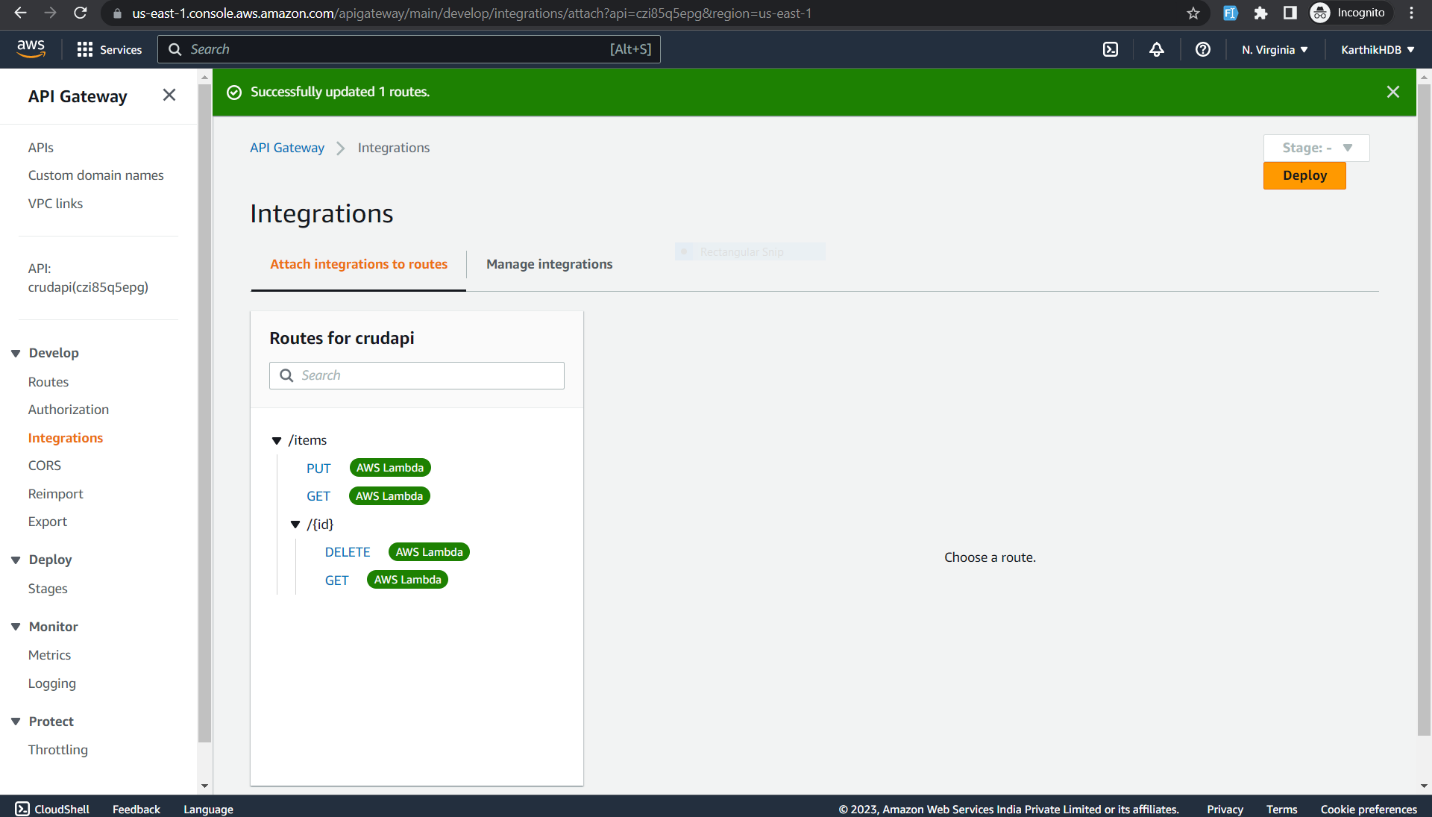 us-east-1.console.aws.amazon.com/apigateway/main/develop/integrations/attach?api=czi85q5epg&region=us-east-1
Incognito
aws
Services
Search
[Alt+S]
N. Virginia
KarthikHDB
API Gateway
Successfully updated 1 routes.
APIs
Custom domain names
VPC links
API:
crudapi(czi85q5epg)
Develop
Routes
Authorization
Integrations
CORS
Reimport
Export
Deploy
Stages
Monitor
Metrics
Logging
Protect
Throttling
API Gateway
Integrations
Stage: -
Deploy
Integrations
Rectangular Snip
Attach integrations to routes
Manage integrations
Routes for crudapi
Search
/items
PUT AWS Lambda
GET AWS Lambda
/{id}
DELETE AWS Lambda
GET AWS Lambda
Choose a route.
CloudShell
Feedback
Language
© 2023, Amazon Web Services India Private Limited or its affiliates.
Privacy
Terms
Cookie preferences